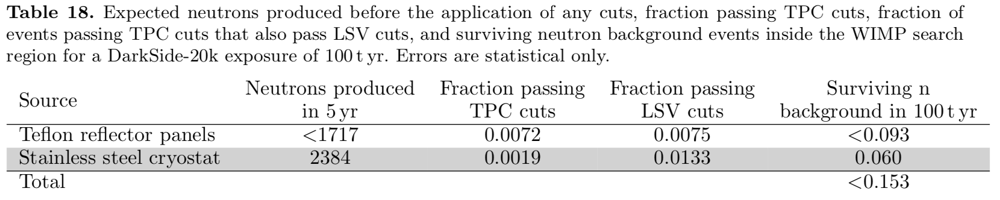 Table 18. Expected neutrons produced before the application of any cuts, fraction passing TPC cuts, fraction of
events passing TPC cuts that also pass LSV cuts, and surviving neutron background events inside the WIMP search
region for a DarkSide-20k exposure of 100 t yr. Errors are statistical only.
Source Neutrons produced in 5 yr Fraction passing TPC cuts Fraction passing LSV cuts Surviving n background in 100 t yr
Teflon reflector panels <1717 0.0072 0.0075 <0.093
Stainless steel cryostat 2384 0.0019 0.0133 0.060
Total <0.153